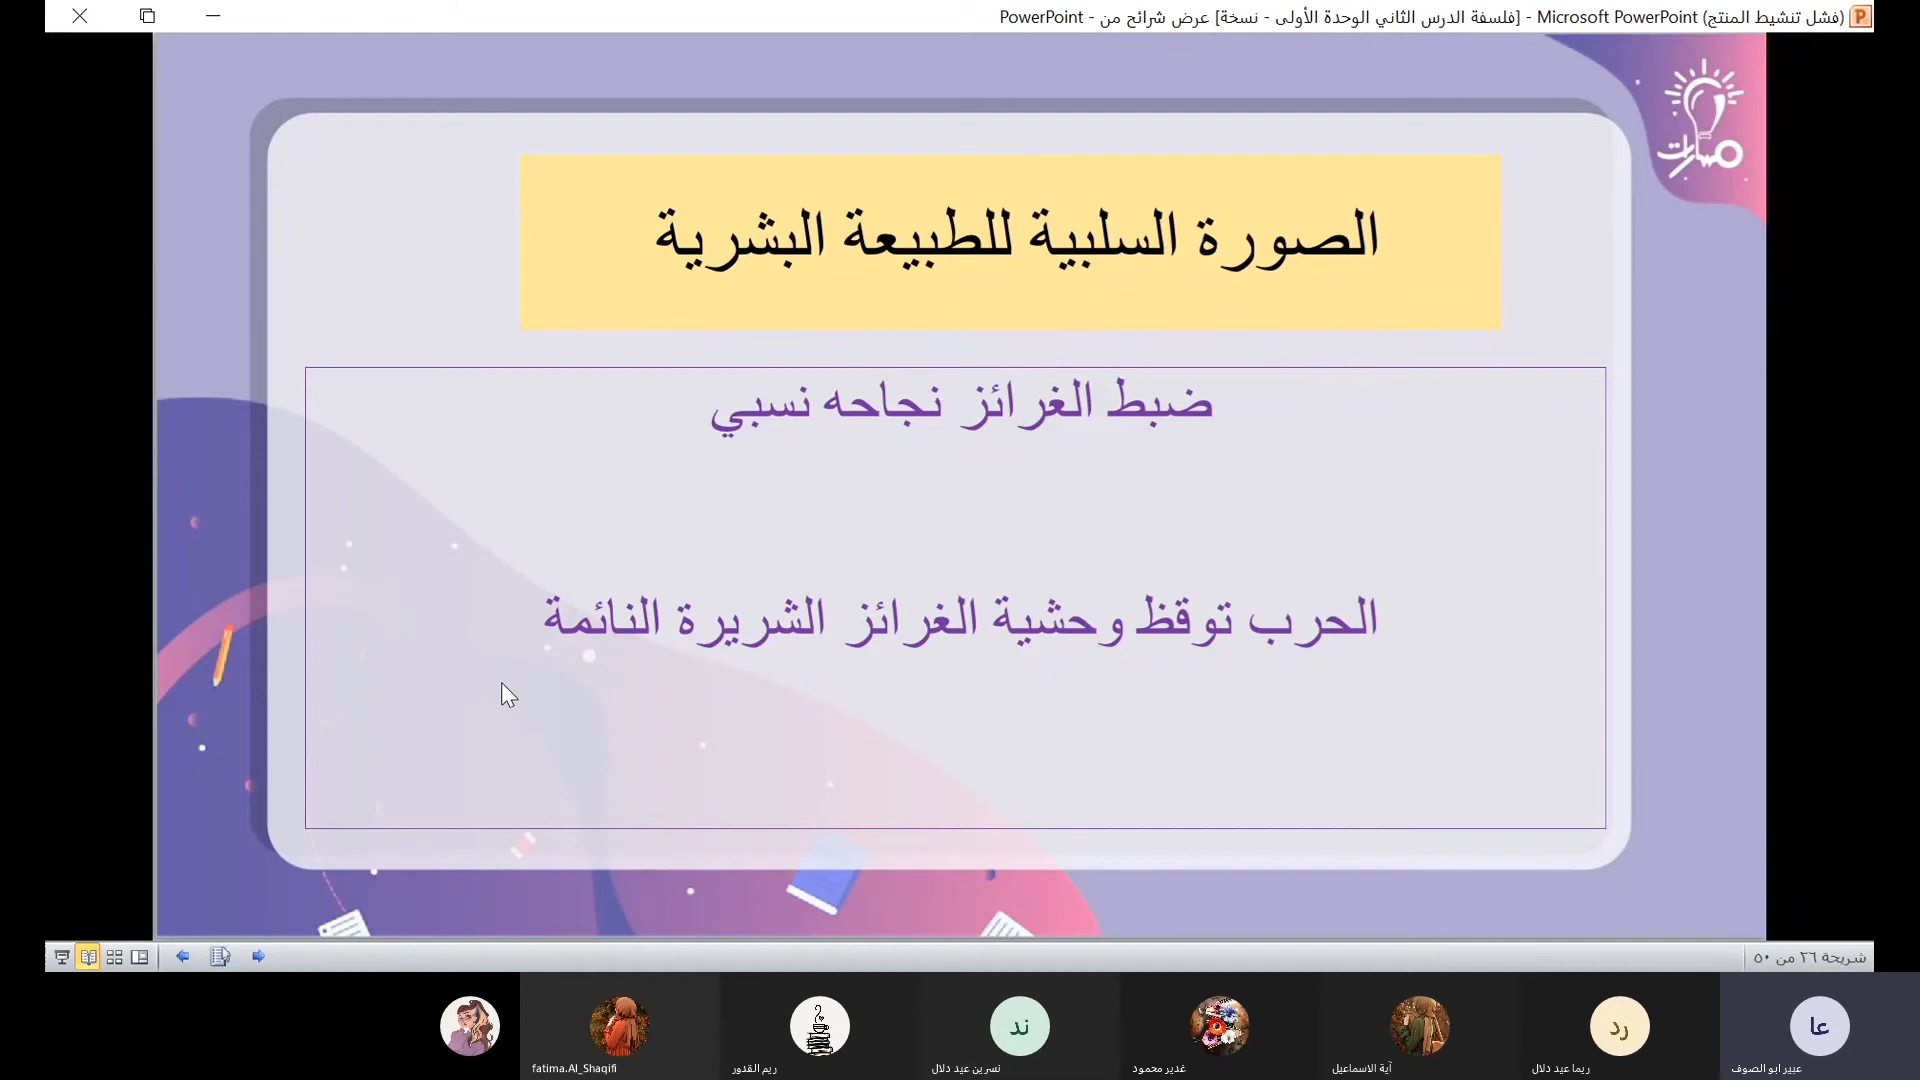 PowerPoint - [فلسفة الدرس الثاني الوحدة الأولى - نسخة] عرض شرائح من - Microsoft PowerPoint (فشل تنشيط المنتج)
مسارات
الصورة السلبية للطبيعة البشرية
ضبط الغرائز نجاحه نسبي
الحرب توقظ وحشية الغرائز الشريرة النائمة
شريحة ٢٦ من ٥٠
عا
رد
ند
عبير ابو الصوف
ريما عيد دلال
آية الاسماعيل
غدير محمود
نسرين عيد دلال
ريم القدور
fatima.Al_Shaqifi